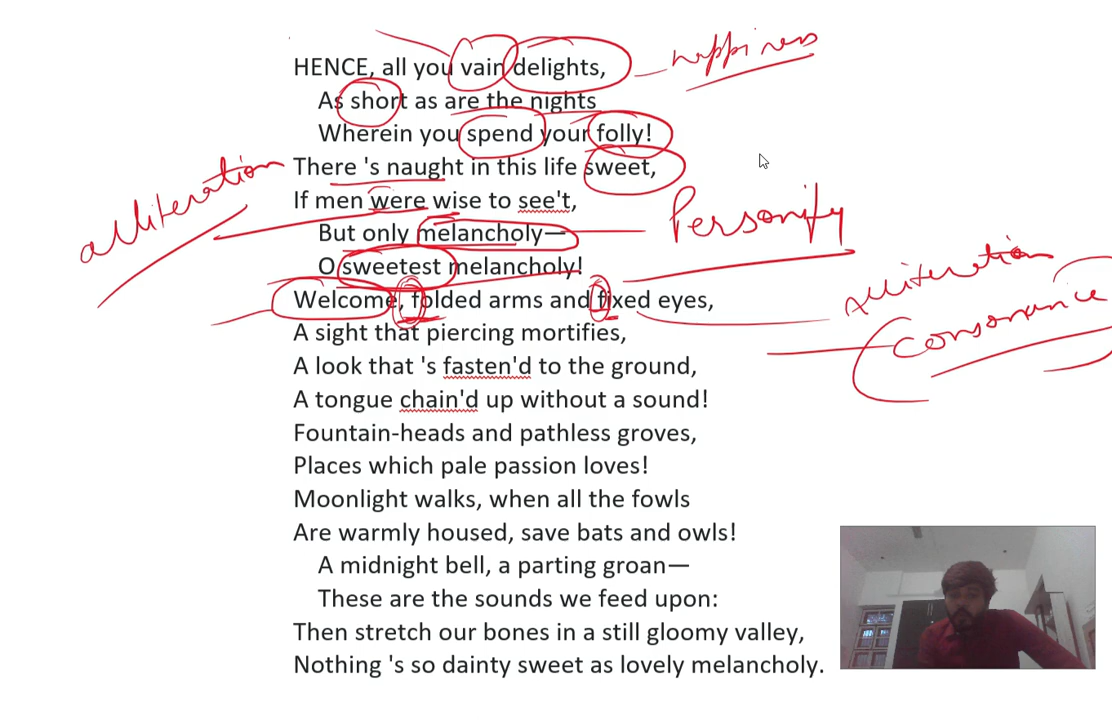 happiness
HENCE, all you vain delights,
As short as are the nights
Wherein you spend your folly!
There 's naught in this life sweet,
alliteration
If men were wise to see't,
Personify
But only melancholy—
O sweetest melancholy!
Alliteration
Welcome, folded arms and fixed eyes,
Consonance
A sight that piercing mortifies,
A look that 's fasten'd to the ground,
A tongue chain'd up without a sound!
Fountain-heads and pathless groves,
Places which pale passion loves!
Moonlight walks, when all the fowls
Are warmly housed, save bats and owls!
A midnight bell, a parting groan—
These are the sounds we feed upon:
Then stretch our bones in a still gloomy valley,
Nothing 's so dainty sweet as lovely melancholy.